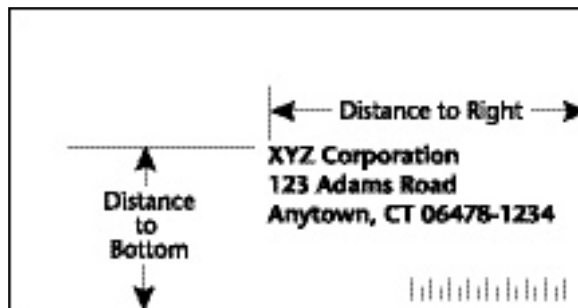 Distance to Right
XYZ Corporation
123 Adams Road
Anytown, CT 06478-1234
Distance
to
Bottom